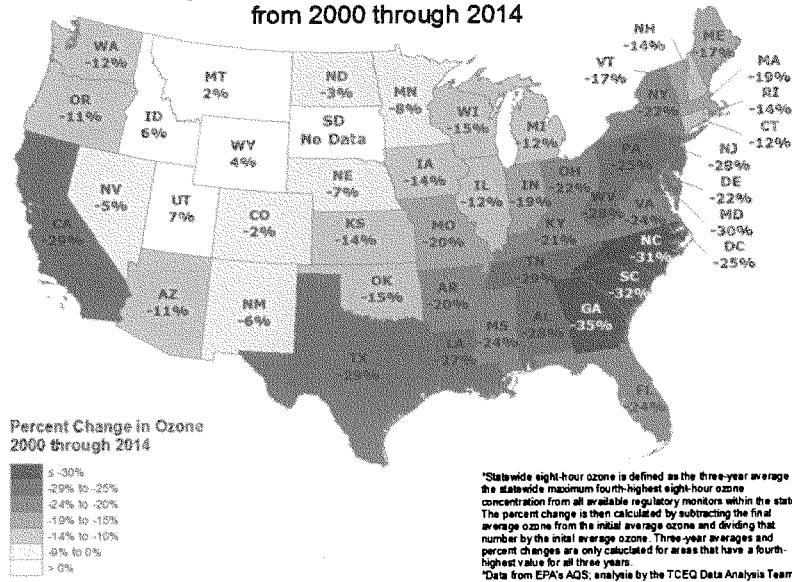 from 2000 through 2014
WA
-12%
OR
-11%
CA
-29%
ID
6%
NV
-5%
MT
2%
WY
4%
UT
7%
AZ
-11%
CO
-2%
NM
-6%
ND
-3%
SD
No Data
NE
-7%
KS
-14%
OK
-15%
TX
-29%
MN
-8%
IA
-14%
MO
-20%
AR
-20%
LA
WI
-15%
IL
-12%
MI
-12%
IN
-19%
OH
-22%
KY
-21%
TN
-29%
MS
-24%
AL
-28%
GA
-35%
FL
-24%
SC
-32%
NC
-31%
VA
-24%
WV
-28%
PA
-25%
NY
-22%
VT
-17%
NH
-14%
ME
-17%
MA
-19%
RI
-14%
CT
-12%
NJ
-28%
DE
-22%
MD
-30%
DC
-25%
Percent Change in Ozone
2000 through 2014
≤ -30%
-29% to -25%
-24% to -20%
-19% to -15%
-14% to -10%
-9% to 0%
> 0%
*Statewide eight-hour ozone is defined as the three-year average
the statewide maximum fourth-highest eight-hour ozone
concentration from all available regulatory monitors within the stat
The percent change is then calculated by subtracting the final
average ozone from the initial average ozone and dividing that
number by the inital average ozone. Three-year averages and
percent changes are only caluclated for areas that have a fourth-
highest value for all three years.
*Data from EPA's AQS; analysis by the TCEQ Data Analysis Team